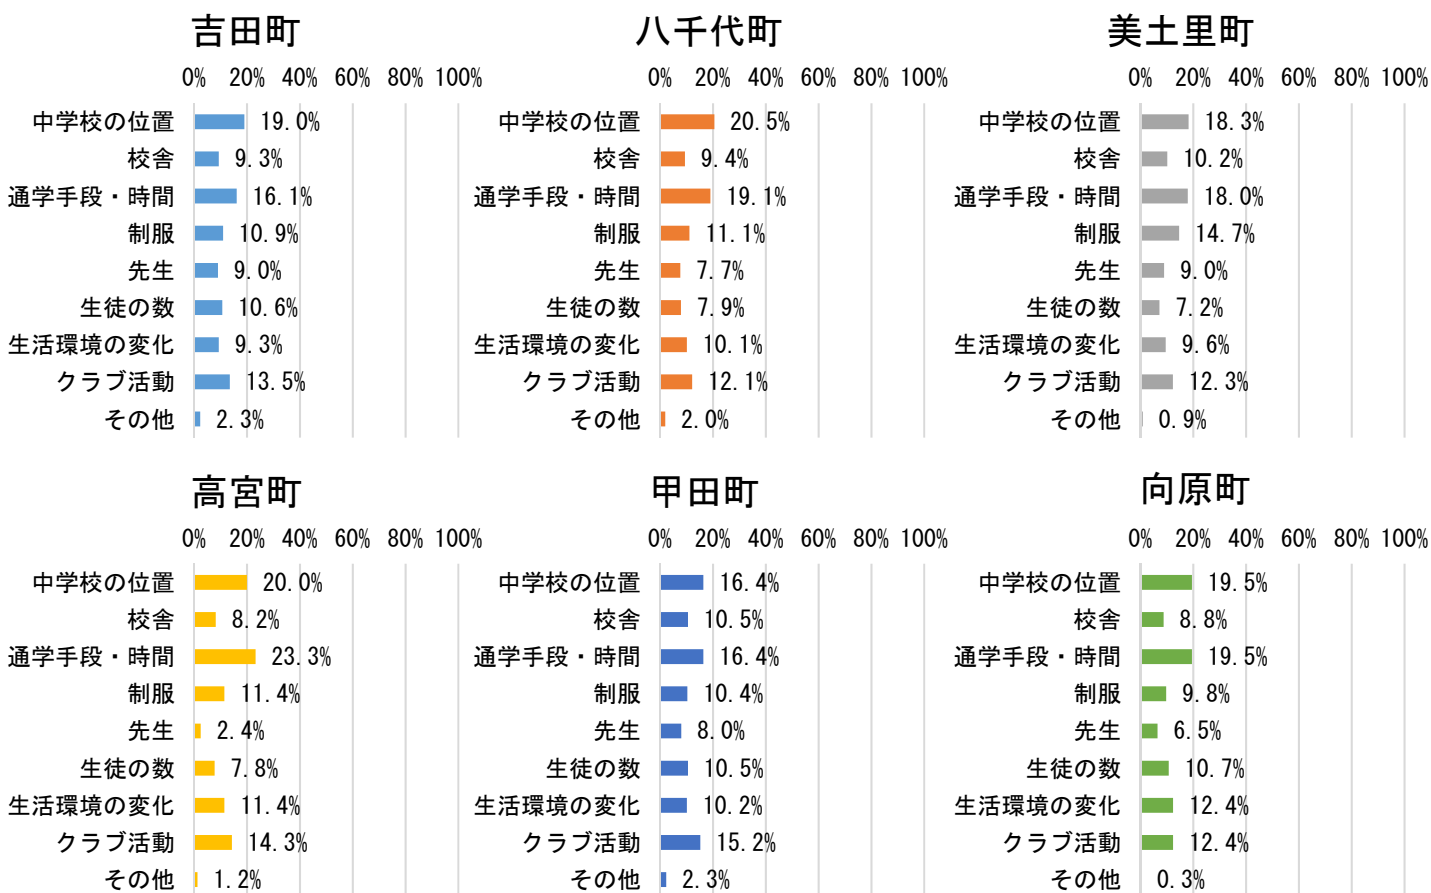 吉田町
0% 20% 40% 60% 80% 100%
中学校の位置 19.0%
校舎 9.3%
通学手段・時間 16.1%
制服 10.9%
先生 9.0%
生徒の数 10.6%
生活環境の変化 9.3%
クラブ活動 13.5%
その他 2.3%
八千代町
0% 20% 40% 60% 80% 100%
中学校の位置 20.5%
校舎 9.4%
通学手段・時間 19.1%
制服 11.1%
先生 7.7%
生徒の数 7.9%
生活環境の変化 10.1%
クラブ活動 12.1%
その他 2.0%
美土里町
0% 20% 40% 60% 80% 100%
中学校の位置 18.3%
校舎 10.2%
通学手段・時間 18.0%
制服 14.7%
先生 9.0%
生徒の数 7.2%
生活環境の変化 9.6%
クラブ活動 12.3%
その他 0.9%
高宮町
0% 20% 40% 60% 80% 100%
中学校の位置 20.0%
校舎 8.2%
通学手段・時間 23.3%
制服 11.4%
先生 2.4%
生徒の数 7.8%
生活環境の変化 11.4%
クラブ活動 14.3%
その他 1.2%
甲田町
0% 20% 40% 60% 80% 100%
中学校の位置 16.4%
校舎 10.5%
通学手段・時間 16.4%
制服 10.4%
先生 8.0%
生徒の数 10.5%
生活環境の変化 10.2%
クラブ活動 15.2%
その他 2.3%
向原町
0% 20% 40% 60% 80% 100%
中学校の位置 19.5%
校舎 8.8%
通学手段・時間 19.5%
制服 9.8%
先生 6.5%
生徒の数 10.7%
生活環境の変化 12.4%
クラブ活動 12.4%
その他 0.3%